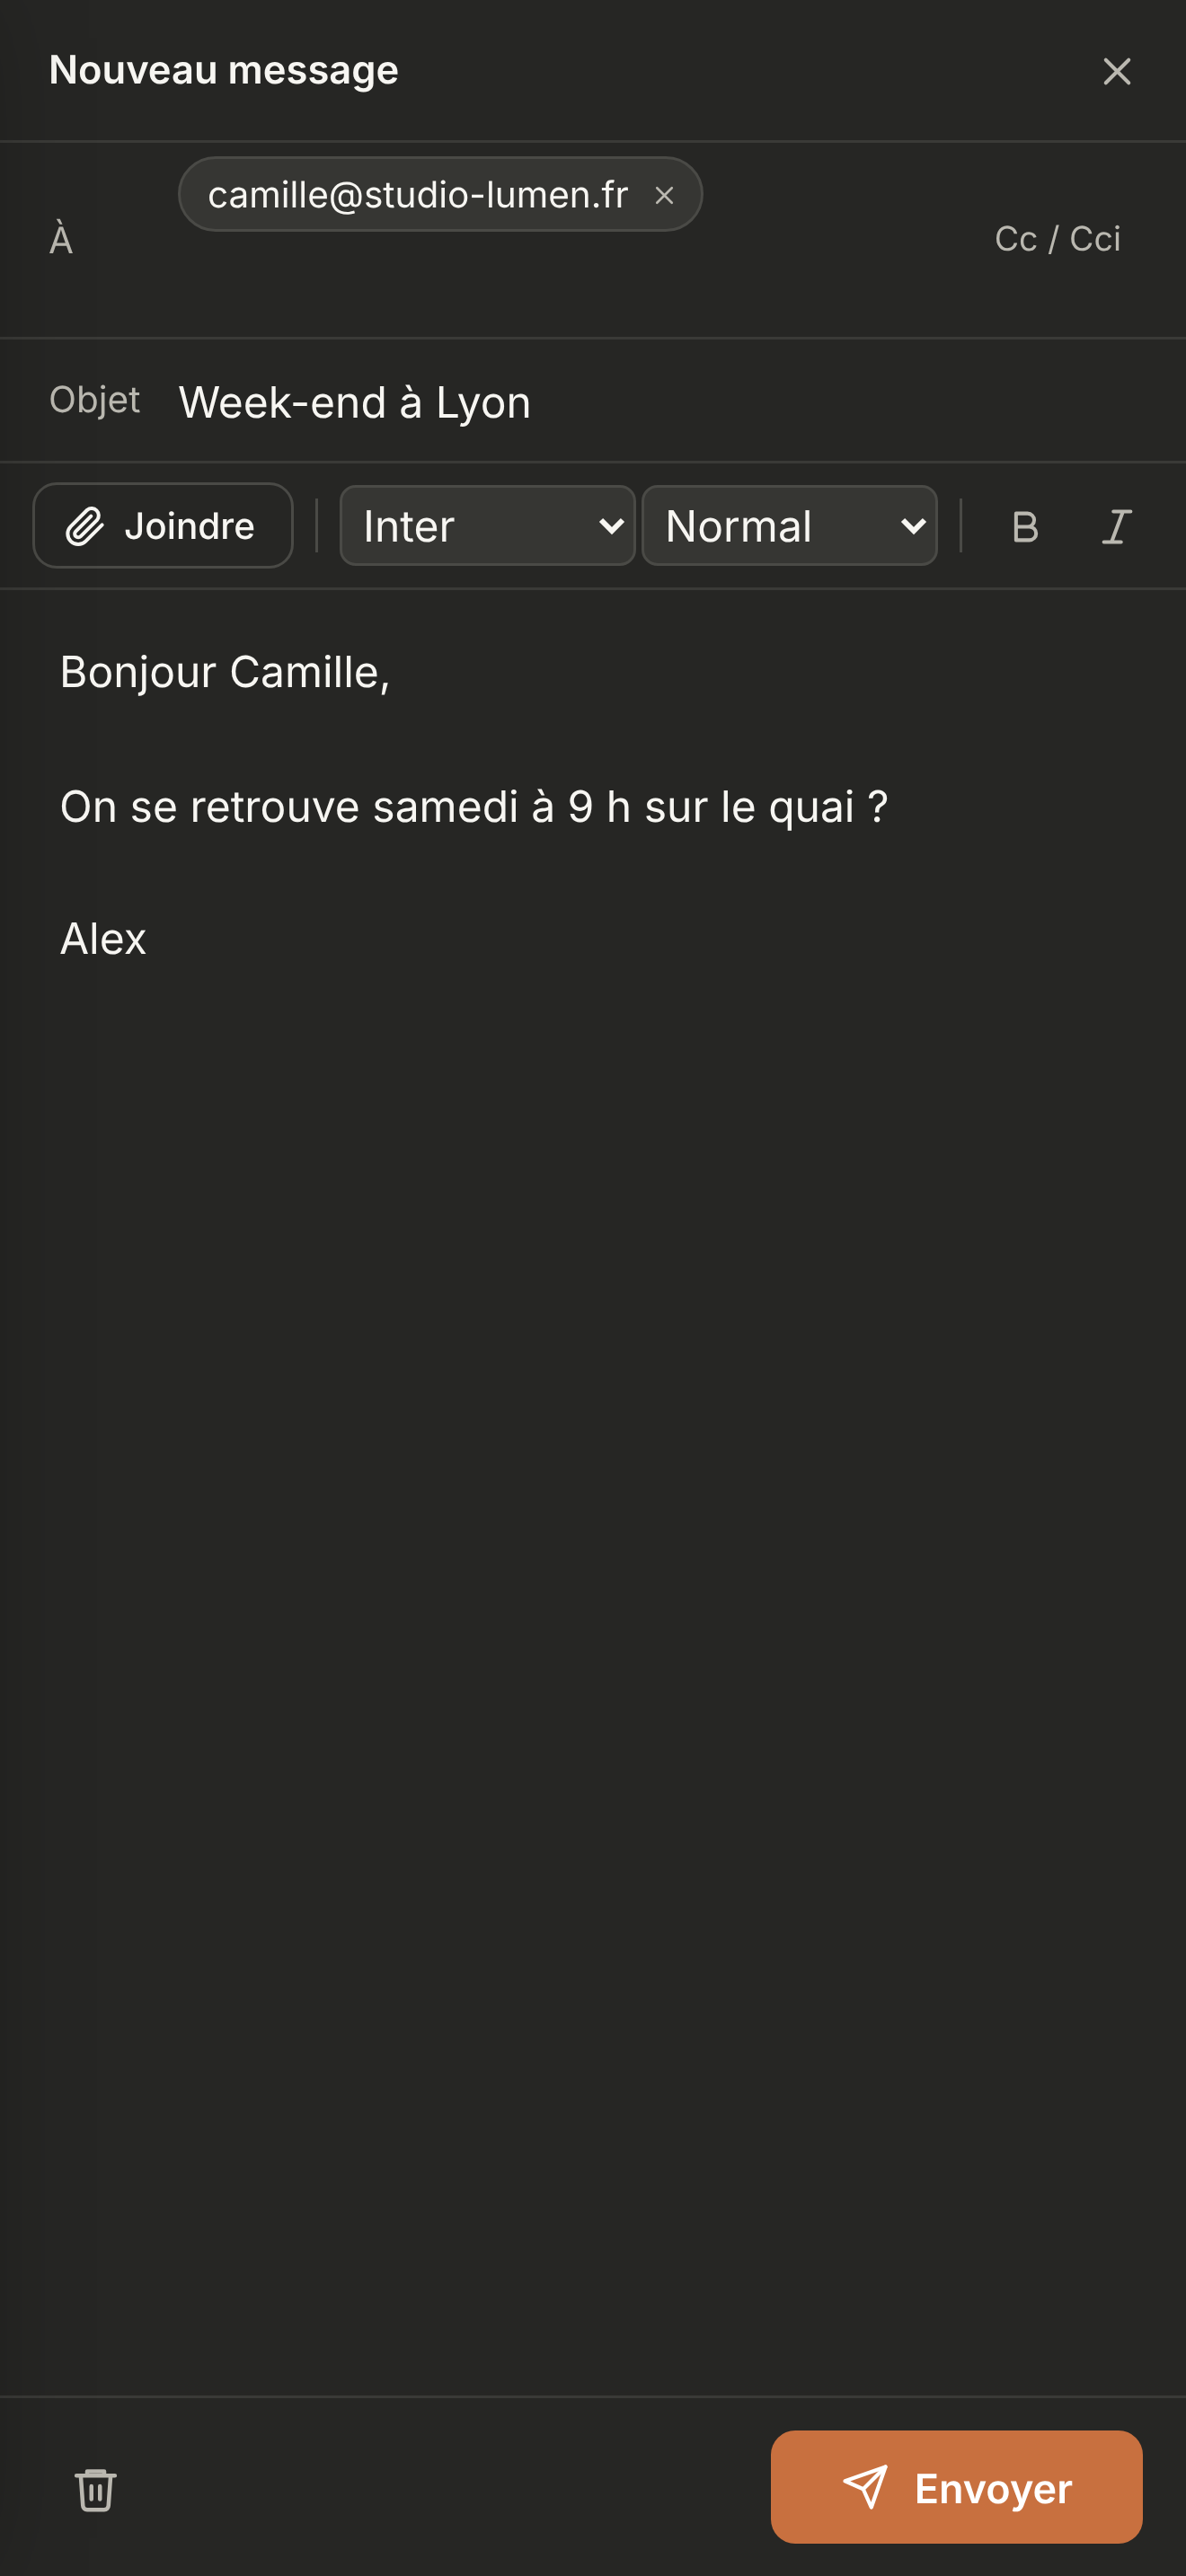 Nouveau message
camille@studio-lumen.fr
À
Cc / Cci
Objet
Week-end à Lyon
Joindre
Inter
Normal
B
I
Bonjour Camille,
On se retrouve samedi à 9 h sur le quai ?
Alex
Envoyer